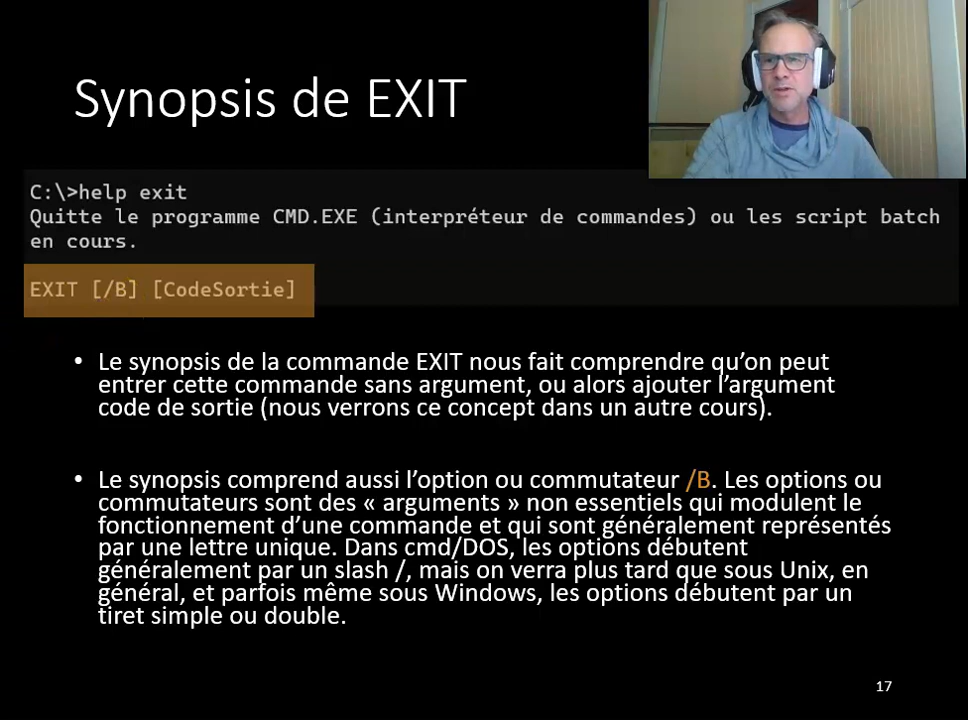 Synopsis de EXIT
C:\>help exit
Quitte le programme CMD.EXE (interpréteur de commandes) ou les script batch
en cours.
EXIT [/B] [CodeSortie]
• Le synopsis de la commande EXIT nous fait comprendre qu’on peut
entrer cette commande sans argument, ou alors ajouter l’argument
code de sortie (nous verrons ce concept dans un autre cours).
• Le synopsis comprend aussi l’option ou commutateur /B. Les options ou
commutateurs sont des « arguments » non essentiels qui modulent le
fonctionnement d’une commande et qui sont généralement représentés
par une lettre unique. Dans cmd/DOS, les options débutent
généralement par un slash /, mais on verra plus tard que sous Unix, en
général, et parfois même sous Windows, les options débutent par un
tiret simple ou double.
17